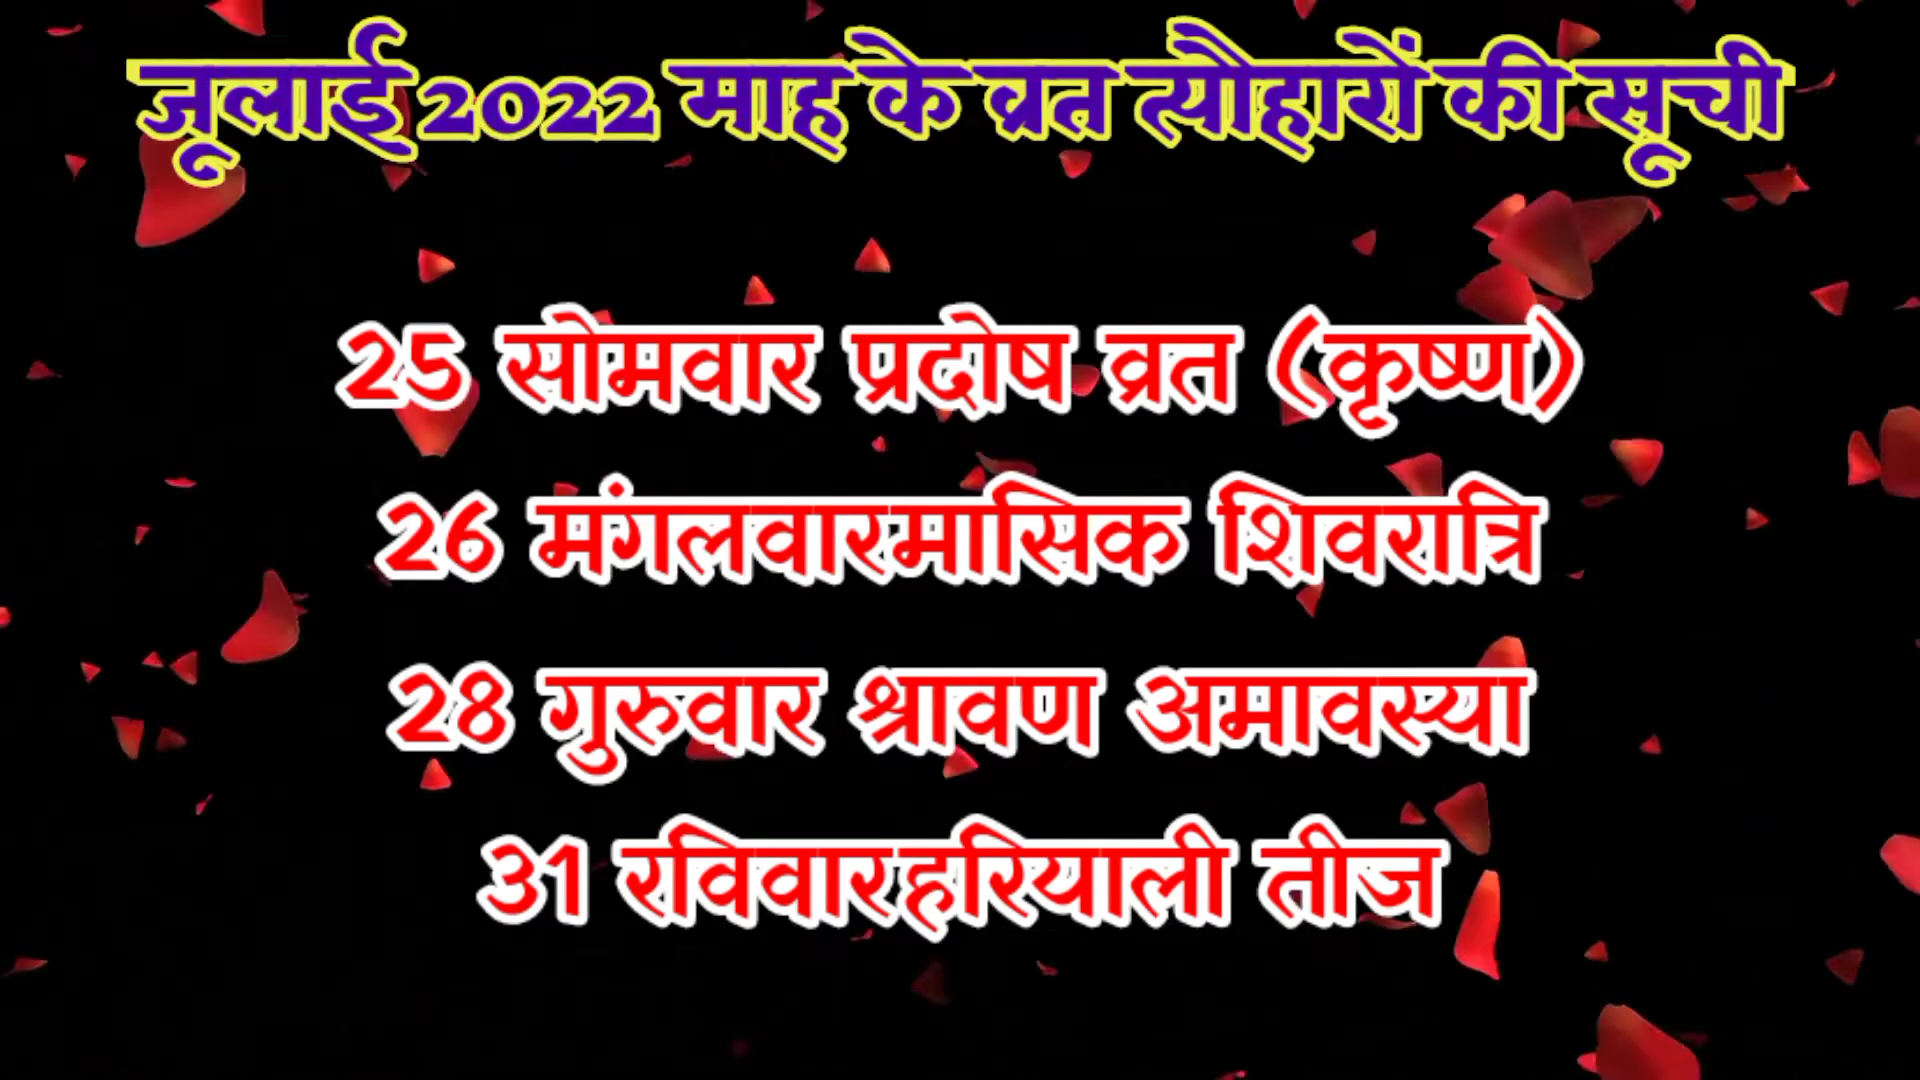 जूलाई 2022 माह के व्रत त्यौहारों की सूची
25 सोमवार प्रदोष व्रत (कृष्ण)
26 मंगलवारमासिक शिवरात्रि
28 गुरुवार श्रावण अमावस्या
31 रविवारहरियाली तीज